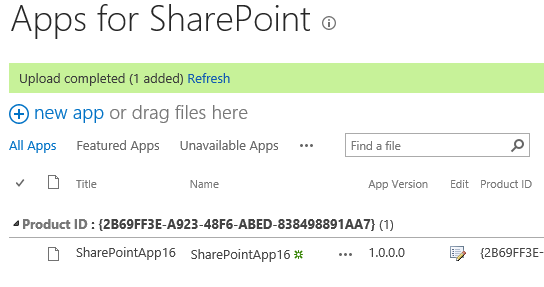 Apps for SharePoint
Upload completed (1 added) Refresh
new app or drag files here
All Apps Featured Apps Unavailable Apps ••• Find a file
Title Name App Version Edit Product ID
Product ID : {2B69FF3E-A923-48F6-ABED-838498891AA7} (1)
SharePointApp16 SharePointApp16 ••• 1.0.0.0 {2B69FF3E-